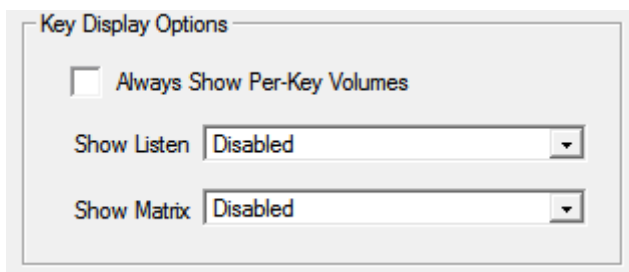 Key Display Options
Always Show Per-Key Volumes
Show Listen Disabled
Show Matrix Disabled